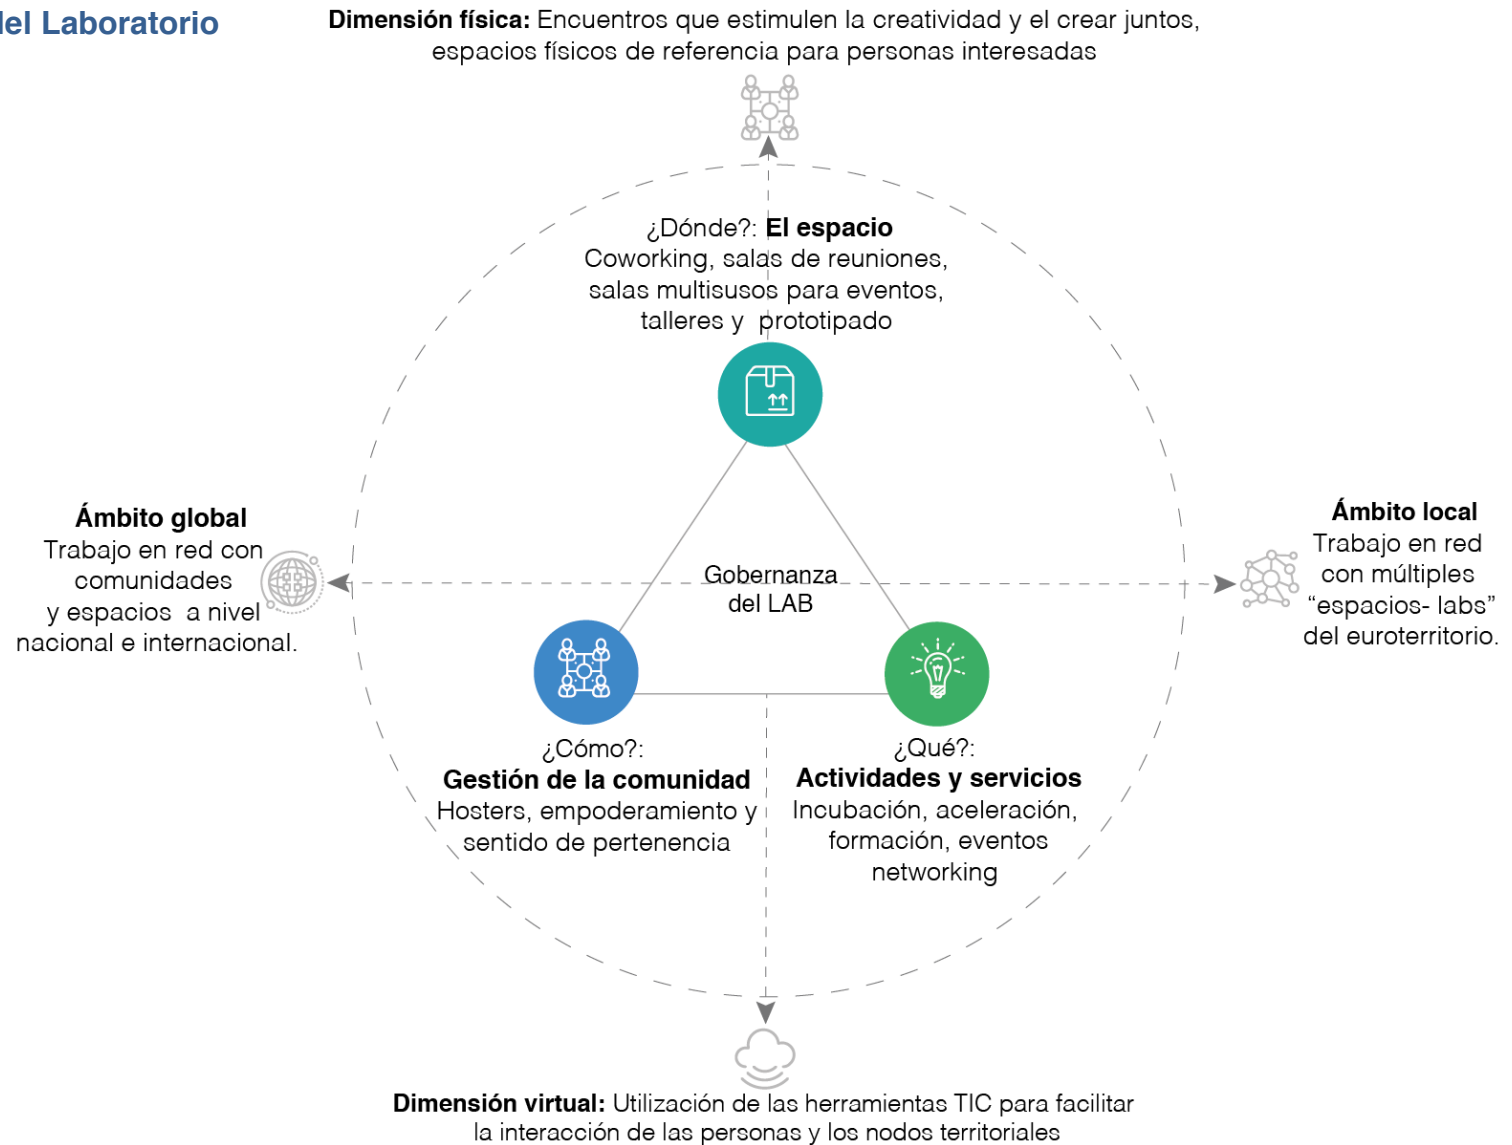 del Laboratorio
Dimensión física: Encuentros que estimulen la creatividad y el crear juntos,
espacios físicos de referencia para personas interesadas
¿Dónde?: El espacio
Coworking, salas de reuniones,
salas multisusos para eventos,
talleres y prototipado
Ámbito global
Trabajo en red con
comunidades
y espacios a nivel
nacional e internacional.
Gobernanza
del LAB
Ámbito local
Trabajo en red
con múltiples
“espacios- labs”
del euroterritorio.
¿Cómo?:
Gestión de la comunidad
Hosters, empoderamiento y
sentido de pertenencia
¿Qué?:
Actividades y servicios
Incubación, aceleración,
formación, eventos
networking
Dimensión virtual: Utilización de las herramientas TIC para facilitar
la interacción de las personas y los nodos territoriales